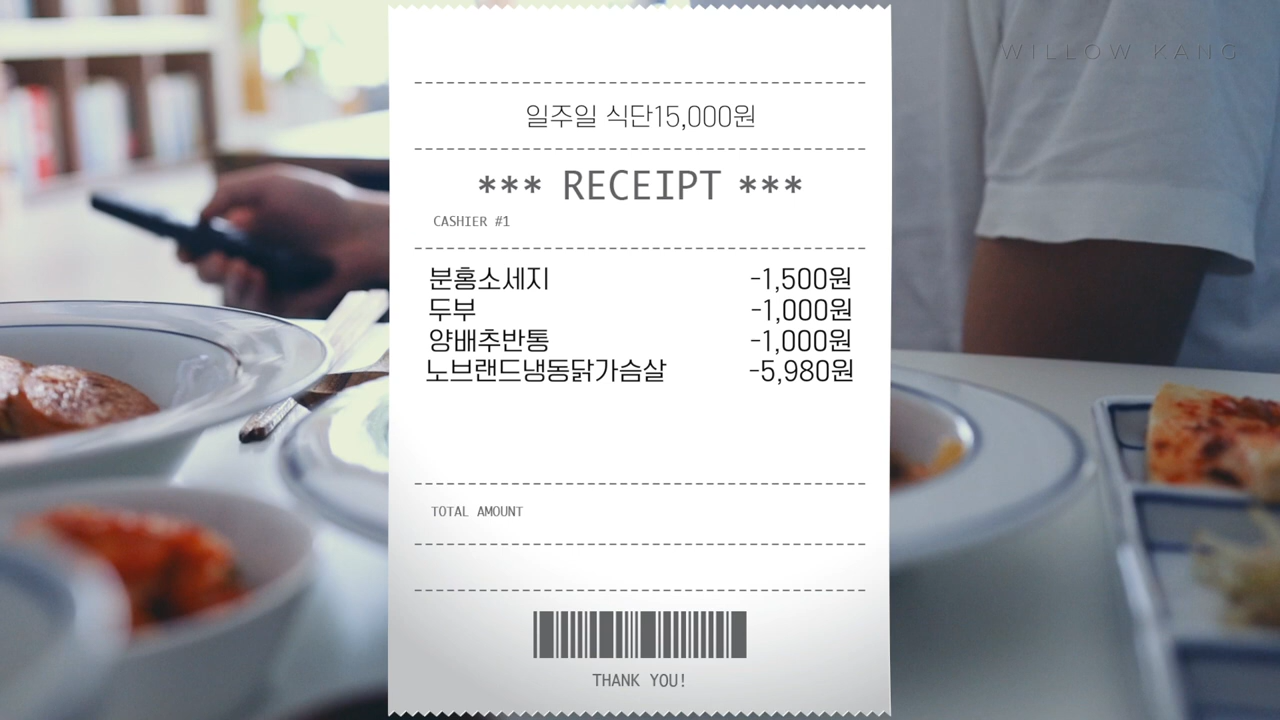 WILLOW KANG
일주일 식단15,000원
*** RECEIPT ***
CASHIER #1
분홍소세지 -1,500원
두부 -1,000원
양배추반통 -1,000원
노브랜드냉동닭가슴살 -5,980원
TOTAL AMOUNT
THANK YOU!